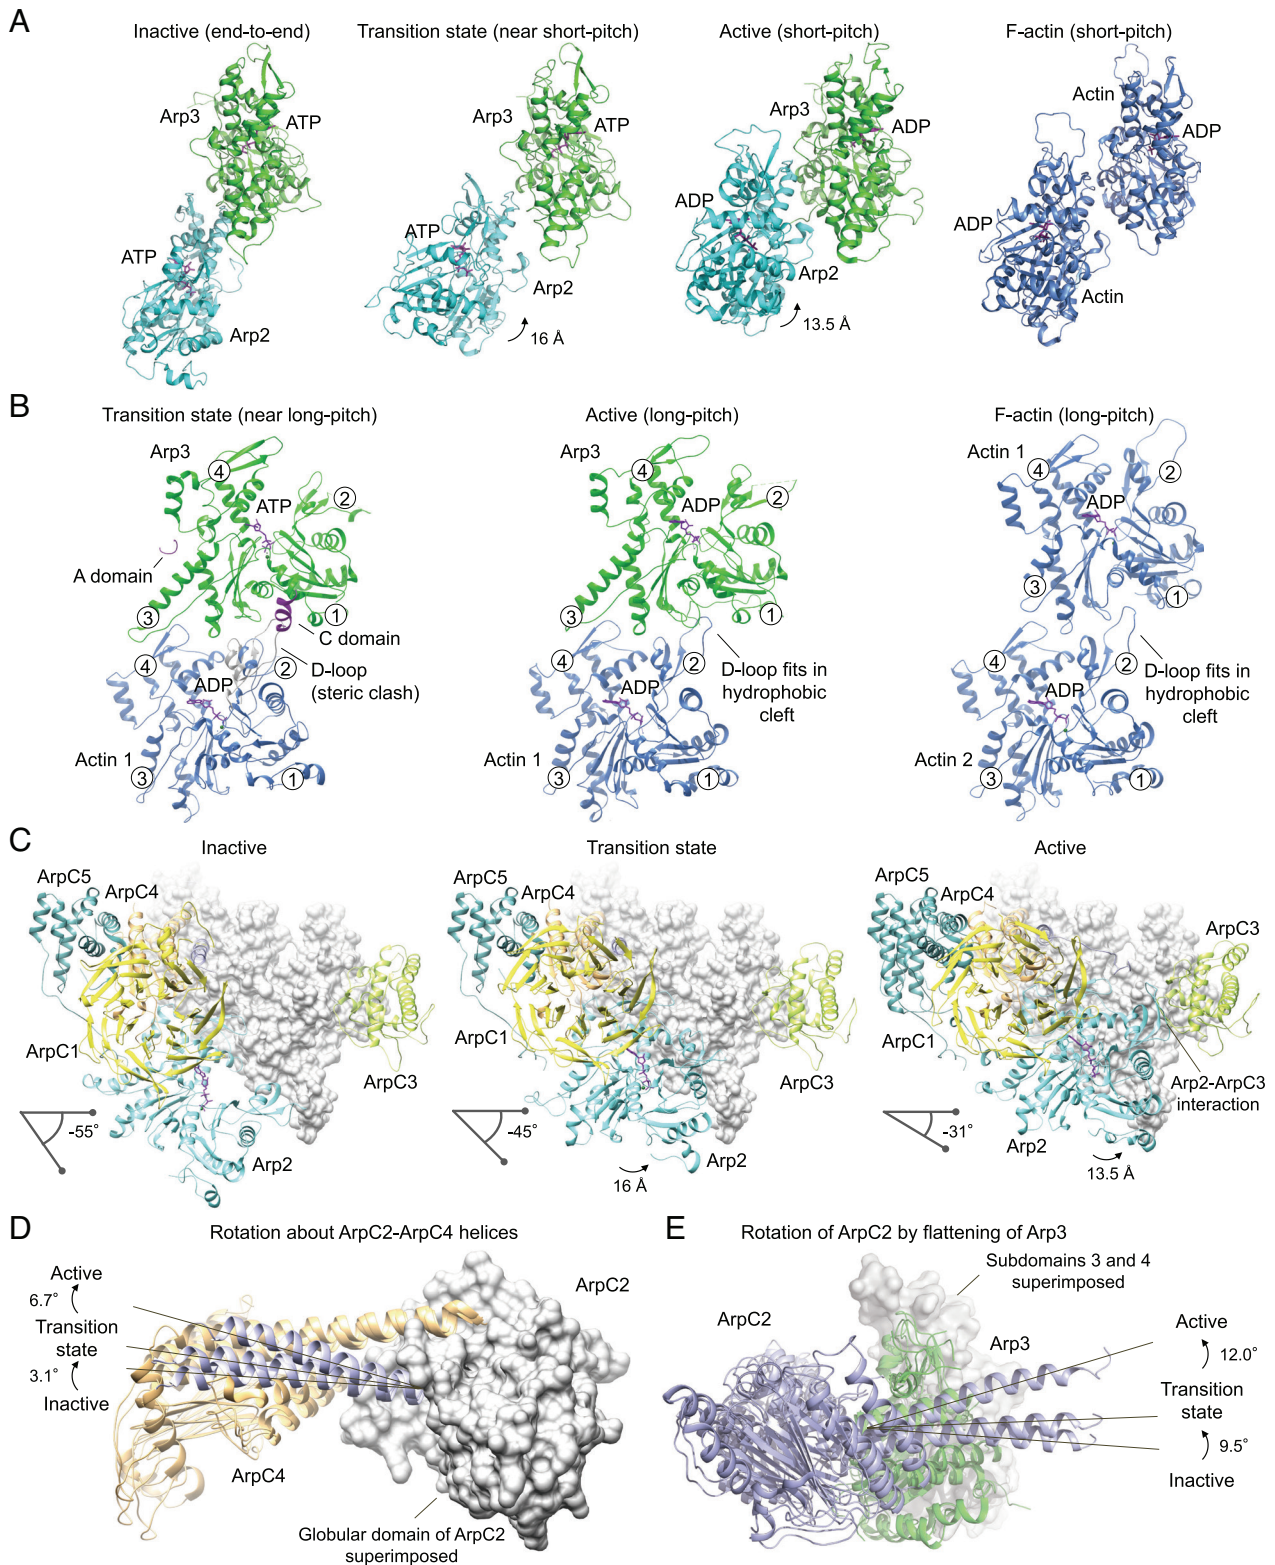 A
Inactive (end-to-end)
Transition state (near short-pitch)
Active (short-pitch)
F-actin (short-pitch)
Arp3
ATP
ATP
Arp2
Arp3
ATP
ATP
Arp2
16 Å
Arp3
ADP
ADP
Arp2
13.5 Å
Actin
ADP
ADP
Actin
B
Transition state (near long-pitch)
Active (long-pitch)
F-actin (long-pitch)
Arp3
4
2
ATP
A domain
3
1
C domain
4
2
D-loop
(steric clash)
ADP
Actin 1
3
1
Arp3
4
2
ADP
3
1
4
2
D-loop fits in
hydrophobic
cleft
ADP
Actin 1
3
1
Actin 1
4
2
ADP
3
1
4
2
D-loop fits in
hydrophobic
cleft
ADP
Actin 2
3
1
C
Inactive
Transition state
Active
ArpC5
ArpC4
ArpC1
ArpC3
-55°
Arp2
ArpC5
ArpC4
ArpC1
ArpC3
-45°
Arp2
16 Å
ArpC5
ArpC4
ArpC3
ArpC1
Arp2-ArpC3
interaction
-31°
Arp2
13.5 Å
D
Rotation about ArpC2-ArpC4 helices
Active
6.7°
Transition
state
3.1°
Inactive
ArpC2
ArpC4
Globular domain of ArpC2
superimposed
E
Rotation of ArpC2 by flattening of Arp3
Subdomains 3 and 4
superimposed
ArpC2
Arp3
Active
12.0°
Transition
state
9.5°
Inactive